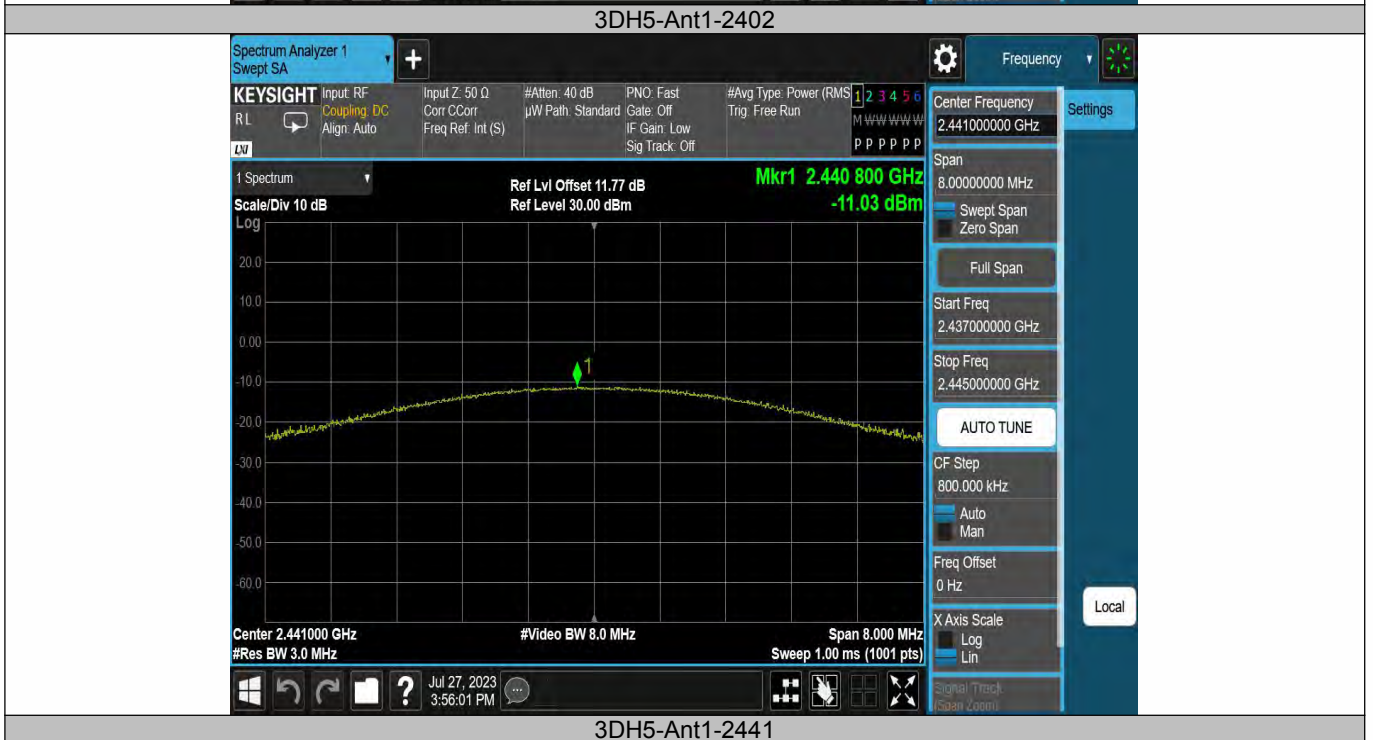 3DH5-Ant1-2402
Spectrum Analyzer 1
Swept SA
+
Frequency
KEYSIGHT
RL
LXI
Input: RF
Coupling: DC
Align: Auto
Input Z: 50 Ω
Corr CCorr
Freq Ref: Int (S)
#Atten: 40 dB
µW Path: Standard
PNO: Fast
Gate: Off
IF Gain: Low
Sig Track: Off
#Avg Type: Power (RMS
Trig: Free Run
1 2 3 4 5 6
M W W W W W
P P P P P P
1 Spectrum
Scale/Div 10 dB
Log
Ref Lvl Offset 11.77 dB
Ref Level 30.00 dBm
Mkr1 2.440 800 GHz
-11.03 dBm
20.0
10.0
0.00
-10.0
-20.0
-30.0
-40.0
-50.0
-60.0
1
Center 2.441000 GHz
#Res BW 3.0 MHz
#Video BW 8.0 MHz
Span 8.000 MHz
Sweep 1.00 ms (1001 pts)
Jul 27, 2023
3:56:01 PM
?
Center Frequency
2.441000000 GHz
Settings
Span
8.00000000 MHz
Swept Span
Zero Span
Full Span
Start Freq
2.437000000 GHz
Stop Freq
2.445000000 GHz
AUTO TUNE
CF Step
800.000 kHz
Auto
Man
Freq Offset
0 Hz
X Axis Scale
Log
Lin
Signal Track
(Span Zoom)
Local
3DH5-Ant1-2441